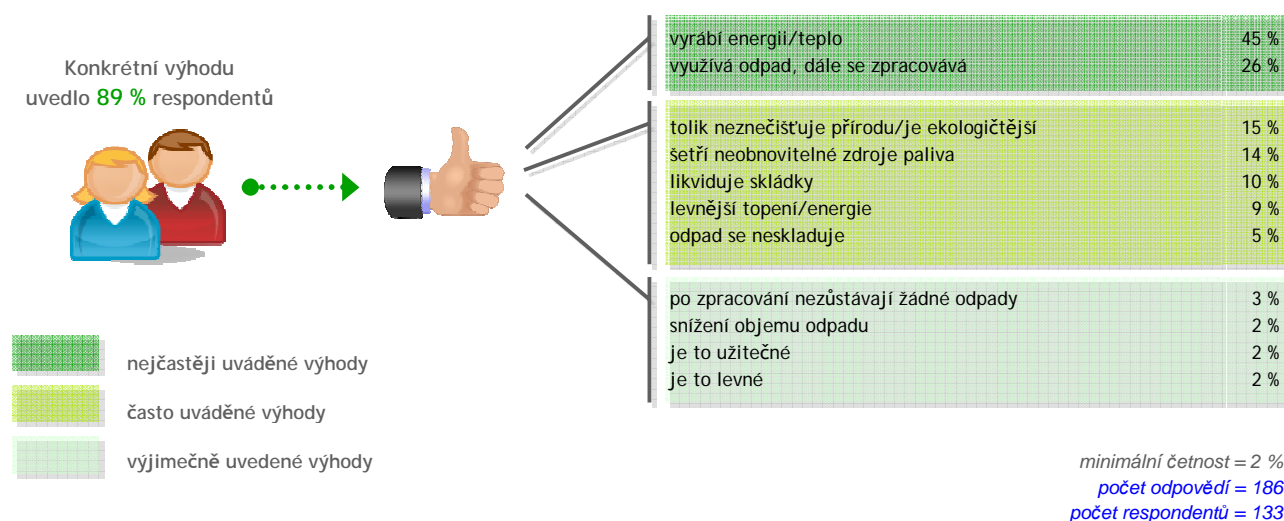 Konkrétní výhodu
uvedlo 89 % respondentů
vyrábí energii/teplo 45 %
využívá odpad, dále se zpracovává 26 %
tolik neznečišťuje přírodu/je ekologičtější 15 %
šetří neobnovitelné zdroje paliva 14 %
likviduje skládky 10 %
levnější topení/energie 9 %
odpad se neskladuje 5 %
po zpracování nezůstávají žádné odpady 3 %
snížení objemu odpadu 2 %
je to užitečné 2 %
je to levné 2 %
nejčastěji uváděné výhody
často uváděné výhody
výjimečně uvedené výhody
minimální četnost = 2 %
počet odpovědí = 186
počet respondentů = 133